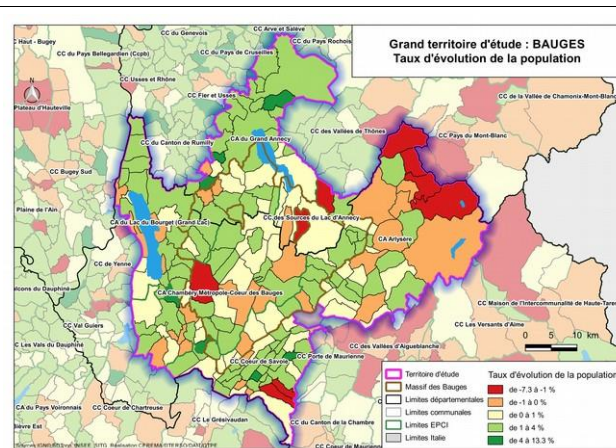 Grand territoire d'étude : BAUGES
Taux d'évolution de la population
CC du Genevois
CC Arve et Salève
CC Haut - Bugey
CC du Pays Rochois
CC du Pays Bellegardien (Ccpb)
CC du Pays de Cruseilles
CC Usses et Rhône
CC Fier et Usses
Plateau d'Hauteville
CC de la Vallée de Chamonix-Mont-Blanc
N
CC des Vallées de Thônes
CC Pays du Mont-Blanc
CC du Canton de Rumilly
CA du Grand Annecy
CC Bugey Sud
Plaine de l'Ain
CA du Lac du Bourget (Grand Lac)
CC des Sources du Lac d'Annecy
CA Arlysère
CC de Yenne
CA Chambéry Métropole-Coeur des Bauges
CC Maison de l'Intercommunalité de Haute-Taren
CC Val Guiers
CC Les Versants d'Aime
CC Les Vals du Dauphiné
CC des Vallées d'Aigueblanche
CC Coeur de Savoie
CC Porte de Maurienne
CA du Pays Voironnais
CC Coeur de Chartreuse
CC Le Grésivaudan
CC du Canton de la Chambre
0 5 10 km
Territoire d'étude
Massif des Bauges
Limites départementales
Limites communales
Limites EPCI
Limites Italie
Taux d'évolution de la population
de -7.3 à -1 %
de -1 à 0 %
de 0 à 1 %
de 1 à 4 %
de 4 à 13.3 %